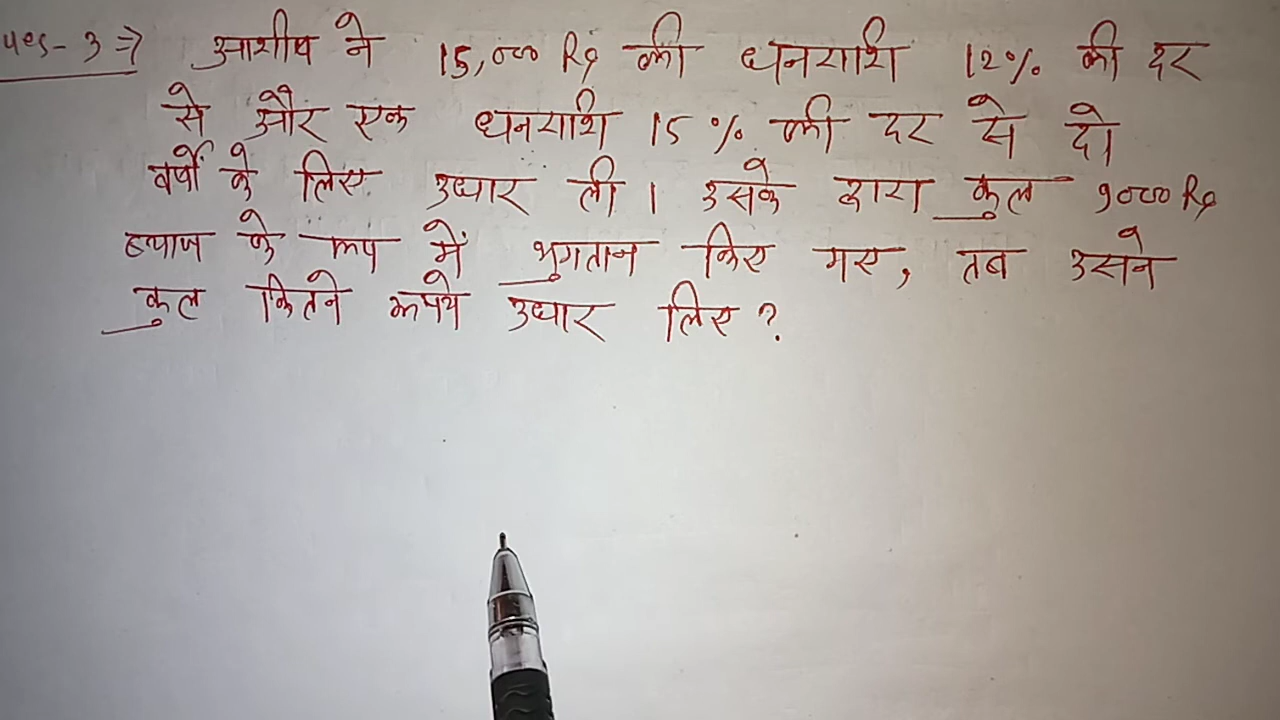 ues - 3 ⇒ आशीष ने 15,000 Rs की धनराशि 12% की दर
से और एक धनराशि 15% की दर से दो
वर्षों के लिए उधार ली। उसके द्वारा कुल 9000 Rs
ब्याज के रूप में भुगतान किए गए, तब उसने
कुल कितने रूपये उधार लिए?